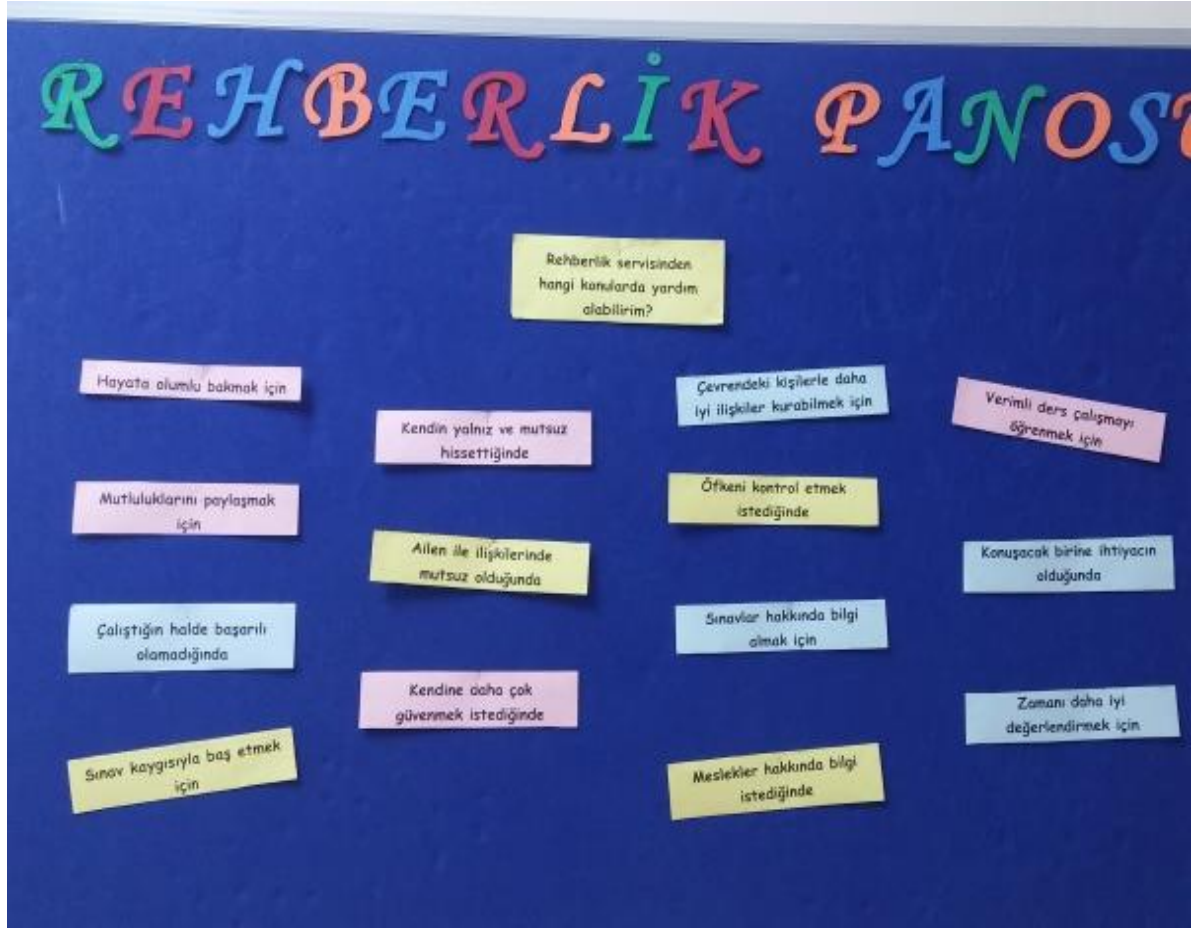 REHBERLİK PANOSU
Rehberlik servisinden
hangi konularda yardım
alabilirim?
Hayata olumlu bakmak için
Mutluluklarını paylaşmak
için
Çalıştığın halde başarılı
olamadığında
Sınav kaygısıyla baş etmek
için
Kendin yalnız ve mutsuz
hissettiğinde
Ailen ile ilişkilerinde
mutsuz olduğunda
Kendine daha çok
güvenmek istediğinde
Çevrendeki kişilerle daha
iyi ilişkiler kurabilmek için
Öfkeni kontrol etmek
istediğinde
Sınavlar hakkında bilgi
almak için
Meslekler hakkında bilgi
istediğinde
Verimli ders çalışmayı
öğrenmek için
Konuşacak birine ihtiyacın
olduğunda
Zamanı daha iyi
değerlendirmek için